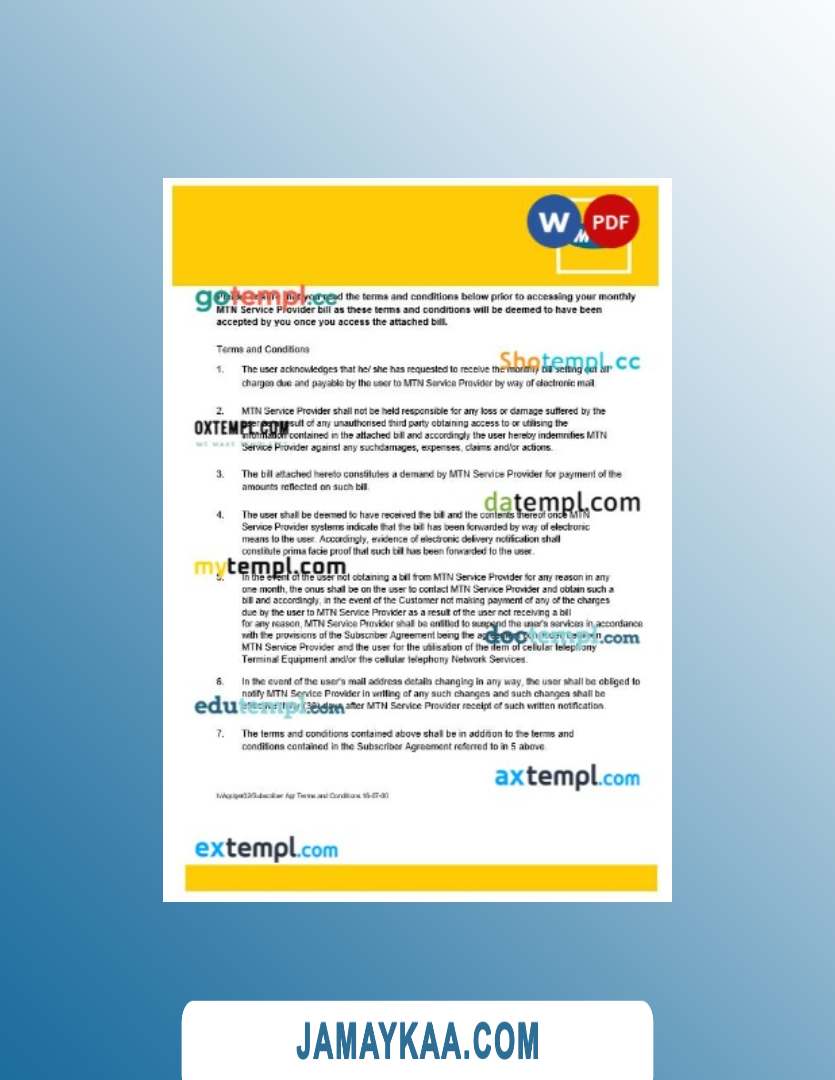 W PDF
M
gotempl.cc
you read the terms and conditions below prior to accessing your monthly
MTN Service Provider bill as these terms and conditions will be deemed to have been
accepted by you once you access the attached bill.
Terms and Conditions
Shotempl.cc
1. The user acknowledges that he/ she has requested to receive the monthly bill setting out all
charges due and payable by the user to MTN Service Provider by way of electronic mail.
2. MTN Service Provider shall not be held responsible for any loss or damage suffered by the
OXTEMPL.COM
result of any unauthorised third party obtaining access to or utilising the
information contained in the attached bill and accordingly the user hereby indemnifies MTN
Service Provider against any suchdamages, expenses, claims and/or actions.
3. The bill attached hereto constitutes a demand by MTN Service Provider for payment of the
amounts reflected on such bill.
datempl.com
4. The user shall be deemed to have received the bill and the contents thereof once MTN
Service Provider systems indicate that the bill has been forwarded by way of electronic
means to the user. Accordingly, evidence of electronic delivery notification shall
constitute prima facie proof that such bill has been forwarded to the user.
mytempl.com
5. In the event of the user not obtaining a bill from MTN Service Provider for any reason in any
one month, the onus shall be on the user to contact MTN Service Provider and obtain such a
bill and accordingly, in the event of the Customer not making payment of any of the charges
due by the user to MTN Service Provider as a result of the user not receiving a bill
for any reason, MTN Service Provider shall be entitled to suspend the user's services in accordance
with the provisions of the Subscriber Agreement being the
doctempl.com
MTN Service Provider and the user for the utilisation of the item of cellular telephony
Terminal Equipment and/or the cellular telephony Network Services.
6. In the event of the user's mail address details changing in any way, the user shall be obliged to
notify MTN Service Provider in writing of any such changes and such changes shall be
edutempl.com
after MTN Service Provider receipt of such written notification.
7. The terms and conditions contained above shall be in addition to the terms and
conditions contained in the Subscriber Agreement referred to in 5 above.
axtempl.com
Agr Terms and Conditions
extempl.com
JAMAYKAA.COM